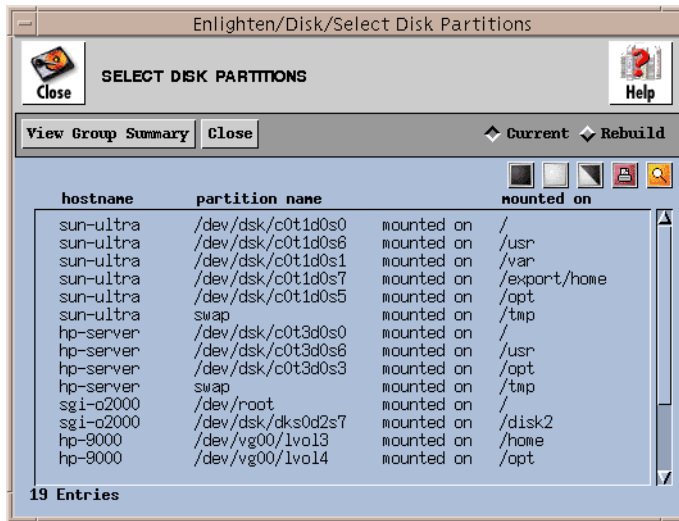 Enlighten/Disk/Select Disk Partitions
Close SELECT DISK PARTITIONS Help
View Group Summary Close Current Rebuild
hostname partition name mounted on
sun-ultra /dev/dsk/c0t1d0s0 mounted on /
sun-ultra /dev/dsk/c0t1d0s6 mounted on /usr
sun-ultra /dev/dsk/c0t1d0s1 mounted on /var
sun-ultra /dev/dsk/c0t1d0s7 mounted on /export/home
sun-ultra /dev/dsk/c0t1d0s5 mounted on /opt
sun-ultra swap mounted on /tmp
hp-server /dev/dsk/c0t3d0s0 mounted on /
hp-server /dev/dsk/c0t3d0s6 mounted on /usr
hp-server /dev/dsk/c0t3d0s3 mounted on /opt
hp-server swap mounted on /tmp
sgi-o2000 /dev/root mounted on /
sgi-o2000 /dev/dsk/dks0d2s7 mounted on /disk2
hp-9000 /dev/vg00/lvol3 mounted on /home
hp-9000 /dev/vg00/lvol4 mounted on /opt
19 Entries